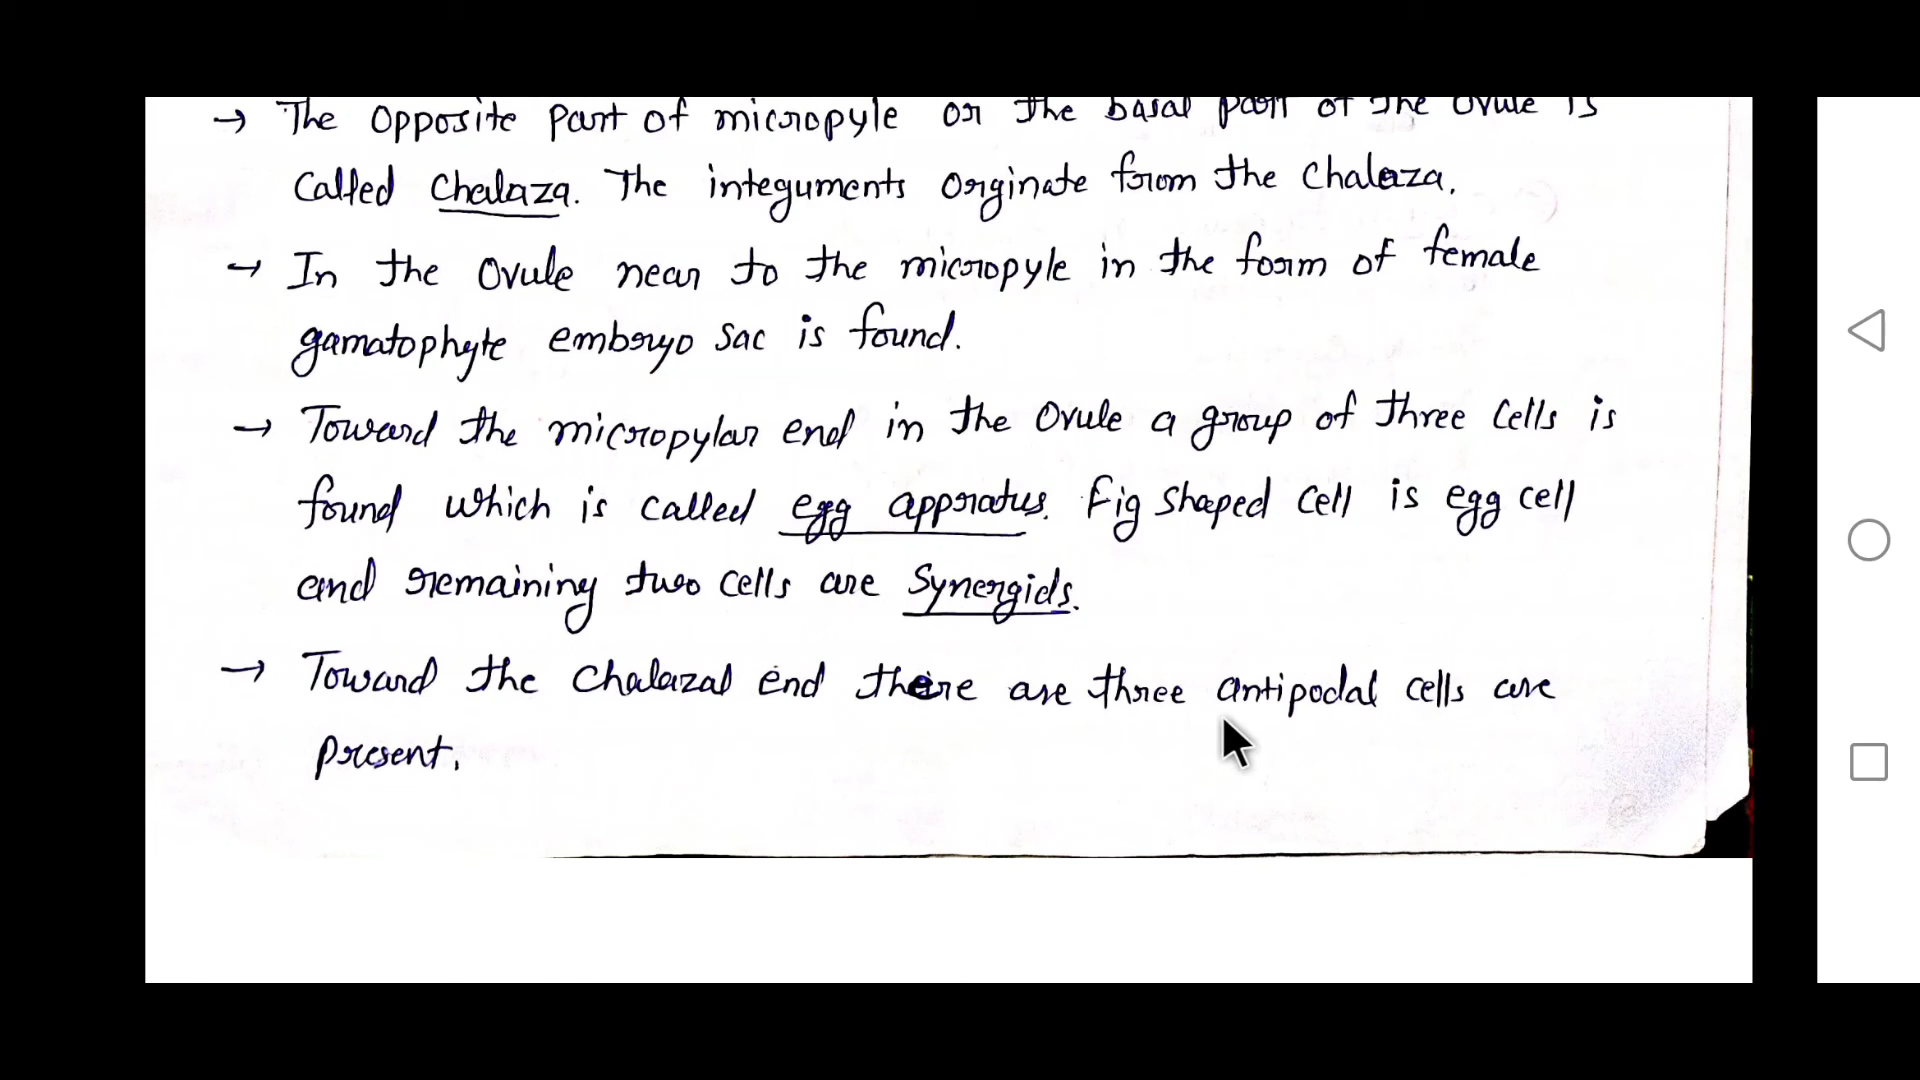 → The opposite part of micropyle or the basal part of the ovule is
called chalaza. The integuments orginate from the chalaza.
→ In the ovule near to the micropyle in the form of female
gamatophyte embryo sac is found.
→ Toward the micropylar end in the ovule a group of three cells is
found which is called egg appratus. Fig shaped cell is egg cell
and remaining two cells are Synergids.
→ Toward the chalazal end there are three antipodal cells are
present.